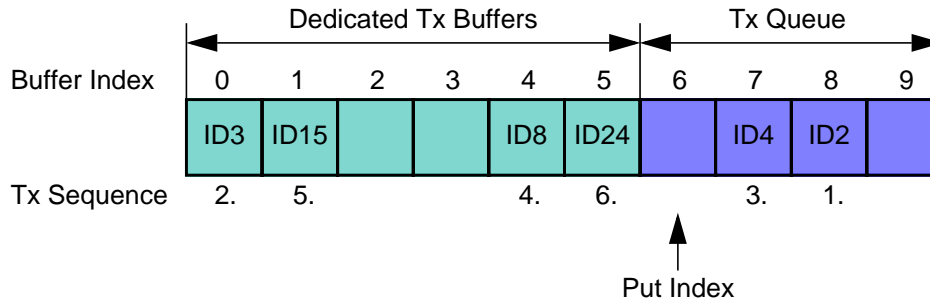 Dedicated Tx Buffers Tx Queue
Buffer Index 0 1 2 3 4 5 6 7 8 9
ID3 ID15 ID8 ID24 ID4 ID2
Tx Sequence 2. 5. 4. 6. 3. 1.
Put Index